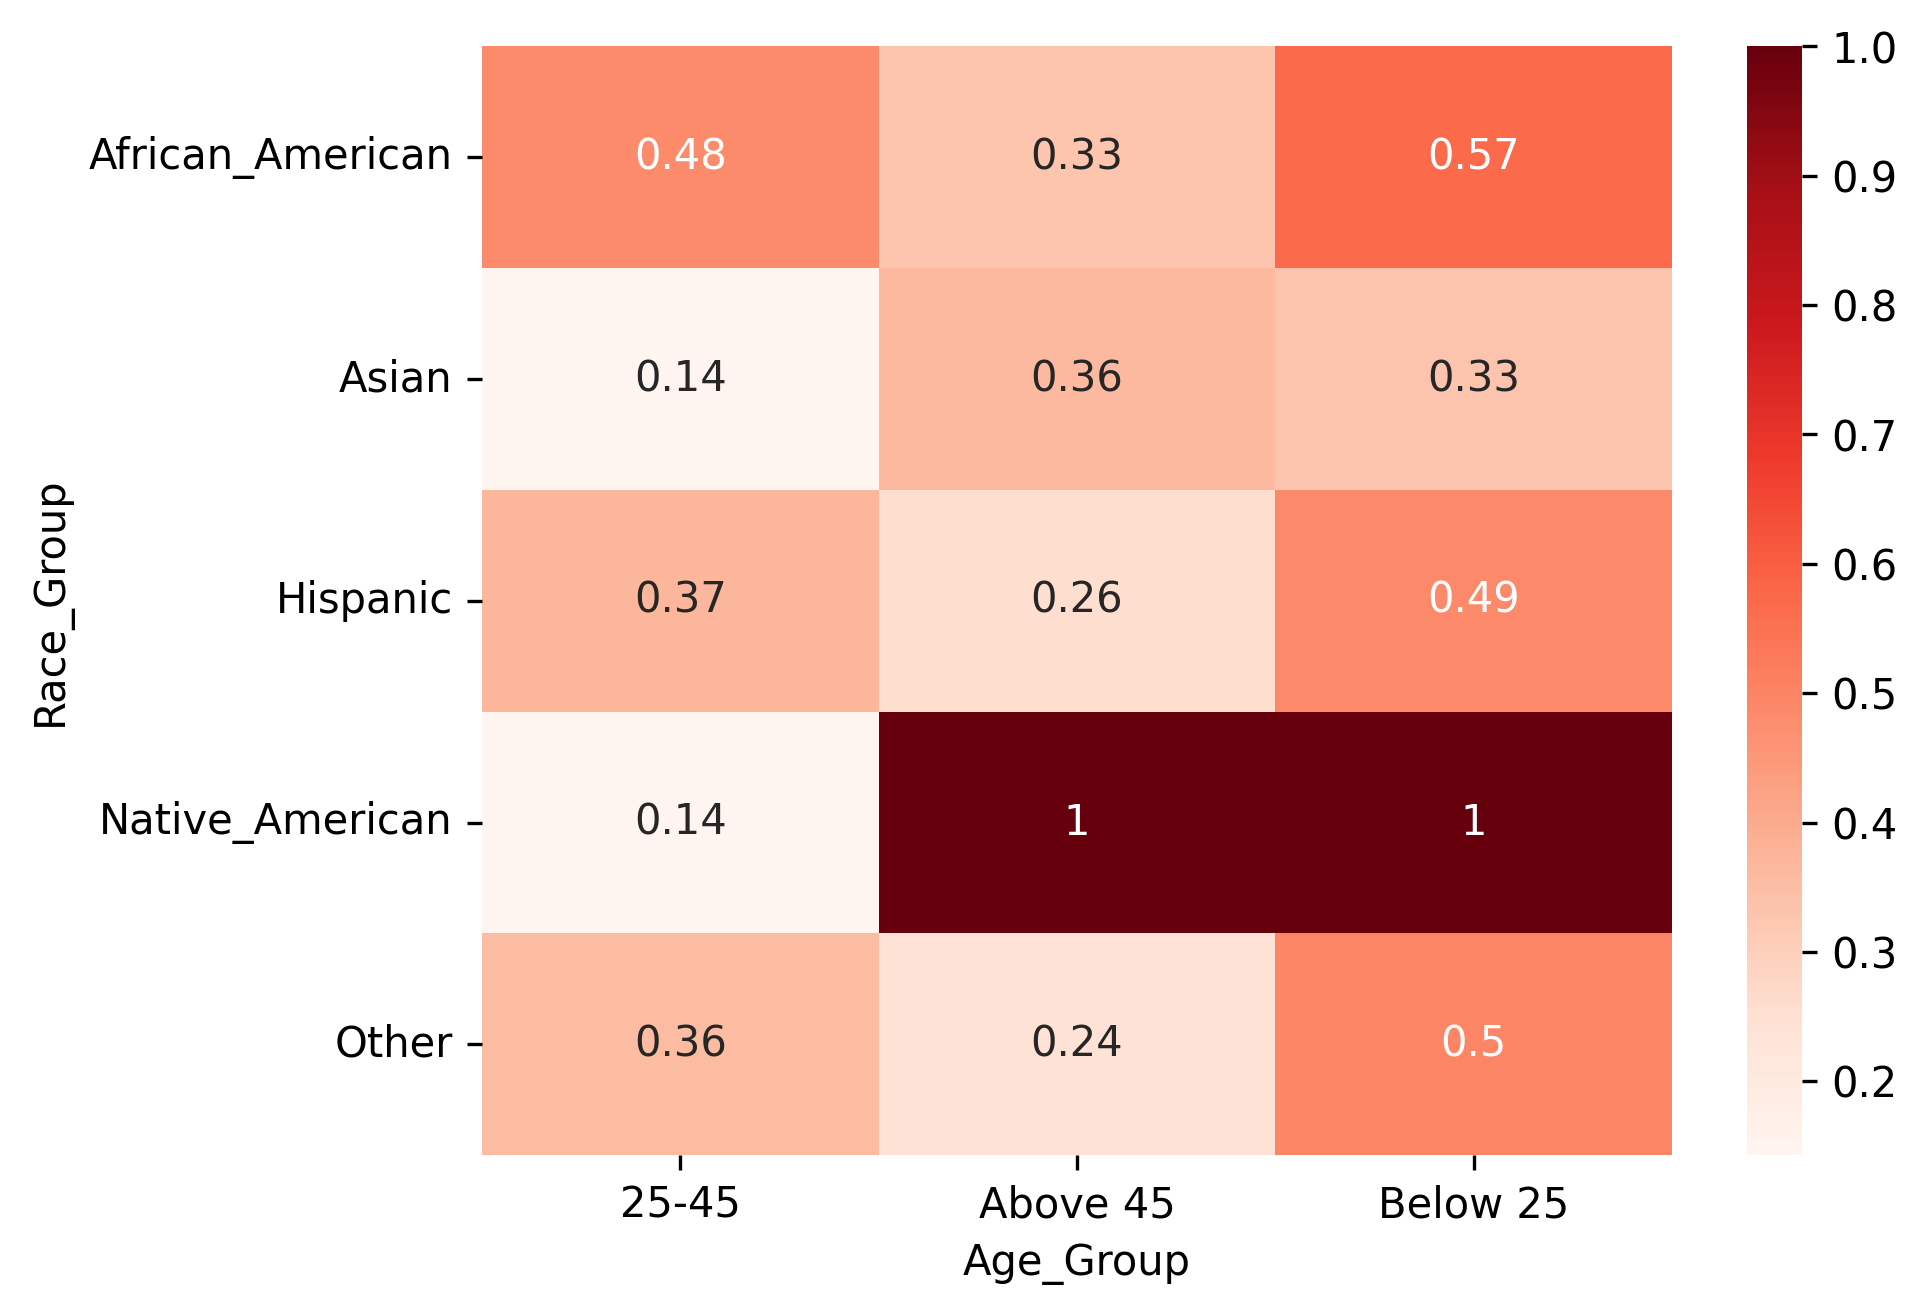 Race_Group
African_American
0.48 0.33 0.57
Asian
0.14 0.36 0.33
Hispanic
0.37 0.26 0.49
Native_American
0.14 1 1
Other
0.36 0.24 0.5
25-45 Above 45 Below 25
Age_Group
1.0
0.9
0.8
0.7
0.6
0.5
0.4
0.3
0.2